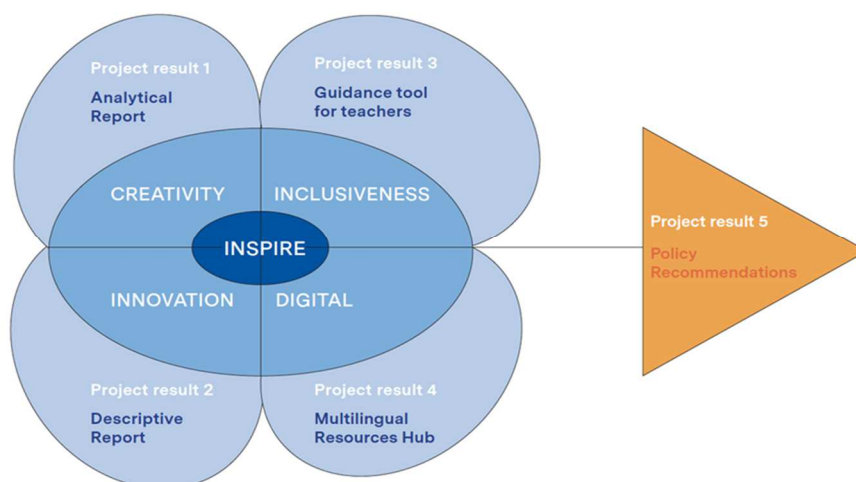 Project result 1
Analytical
Report
Project result 3
Guidance tool
for teachers
CREATIVITY
INCLUSIVENESS
INSPIRE
INNOVATION
DIGITAL
Project result 2
Descriptive
Report
Project result 4
Multilingual
Resources Hub
Project result 5
Policy
Recommendations